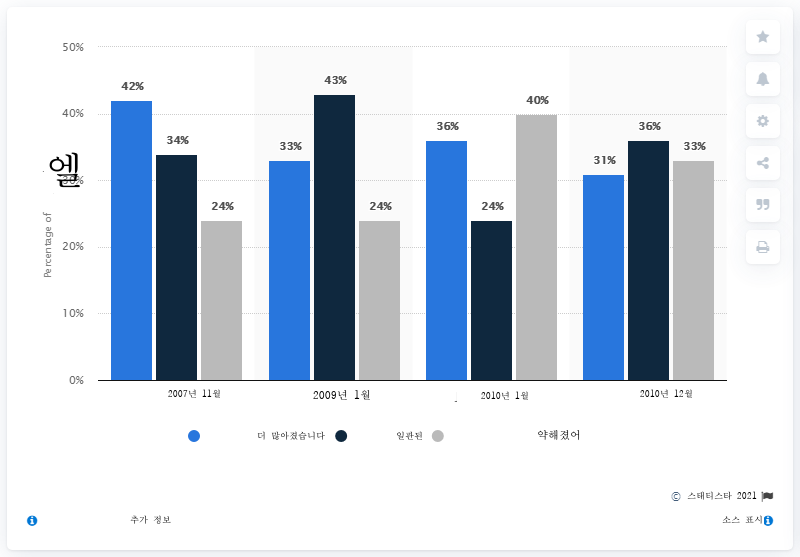 50%
40%
30%
20%
10%
0%
Percentage of
엘
42%
34%
24%
33%
43%
24%
36%
24%
40%
31%
36%
33%
2007년 11월
2009년 1월
2010년 1월
2010년 12월
더 많아졌습니다
일관된
약해졌어
© 스태티스타 2021
추가 정보
소스 표시